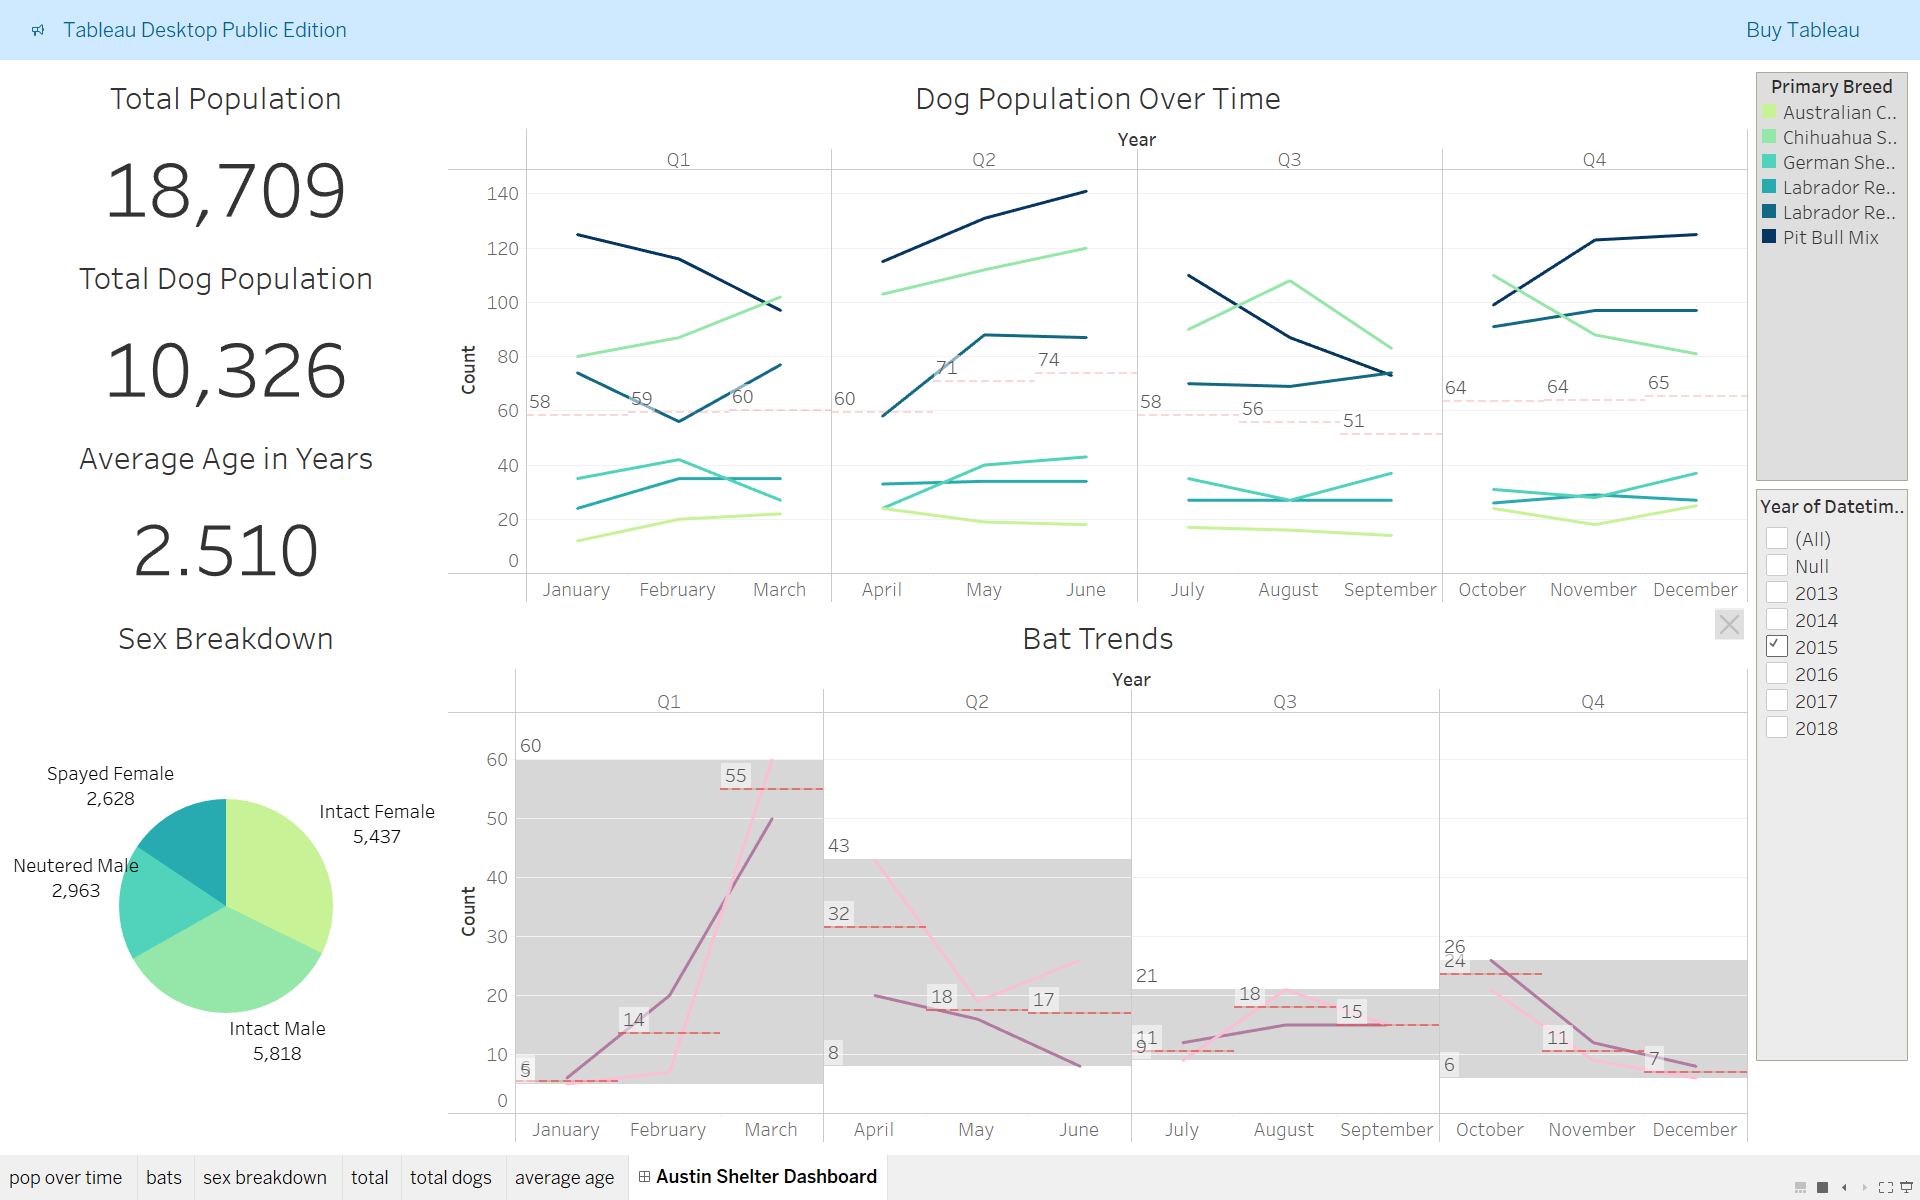 Tableau Desktop Public Edition
Buy Tableau
Total Population
18,709
Total Dog Population
10,326
Average Age in Years
2.510
Sex Breakdown
Spayed Female
2,628
Intact Female
5,437
Neutered Male
2,963
Intact Male
5,818
Dog Population Over Time
Year
Q1 Q2 Q3 Q4
Count
140
120
100
80
60
40
20
0
58 59 60 60 71 74 58 56 51 64 64 65
January February March April May June July August September October November December
Bat Trends
Year
Q1 Q2 Q3 Q4
Count
60
50
40
30
20
10
0
60
5 14 55
43
32 18 17
8
21
11 18 15
9
26
24 11 7
6
January February March April May June July August September October November December
Primary Breed
Australian C..
Chihuahua S..
German She..
Labrador Re..
Labrador Re..
Pit Bull Mix
Year of Datetim..
(All)
Null
2013
2014
2015
2016
2017
2018
pop over time bats sex breakdown total total dogs average age Austin Shelter Dashboard